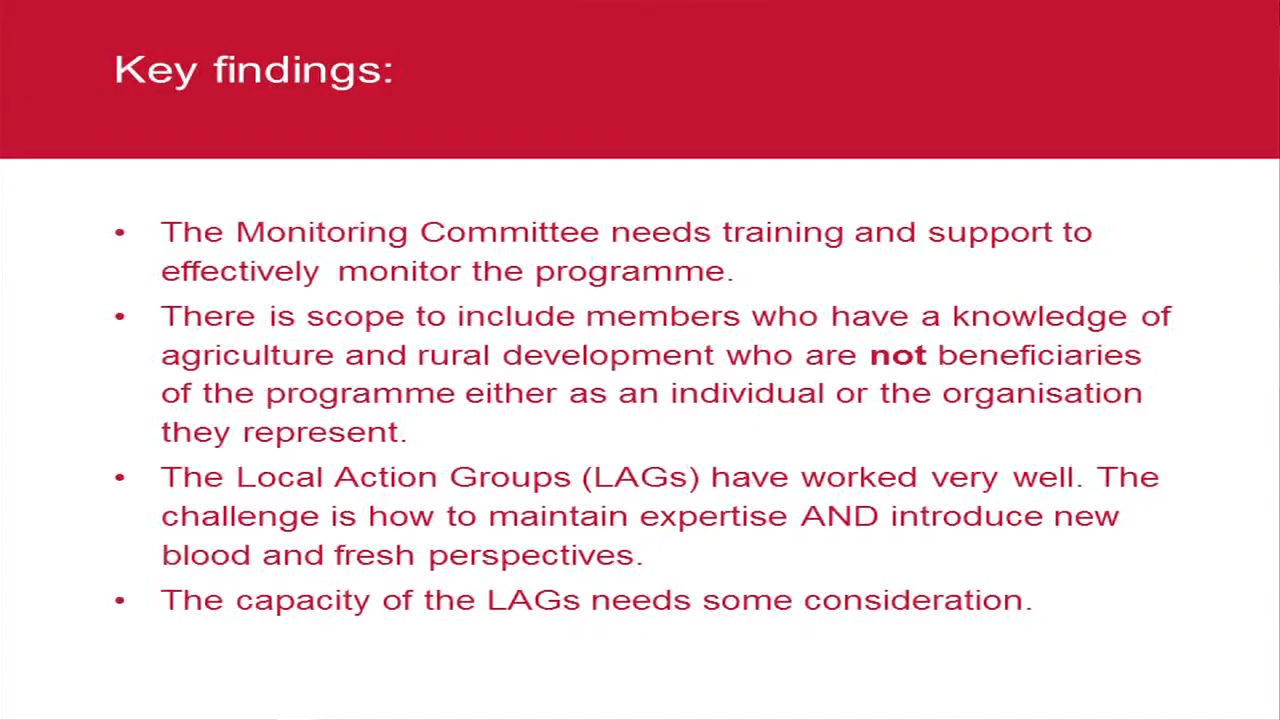 Key findings:
• The Monitoring Committee needs training and support to
effectively monitor the programme.
• There is scope to include members who have a knowledge of
agriculture and rural development who are not beneficiaries
of the programme either as an individual or the organisation
they represent.
• The Local Action Groups (LAGs) have worked very well. The
challenge is how to maintain expertise AND introduce new
blood and fresh perspectives.
• The capacity of the LAGs needs some consideration.